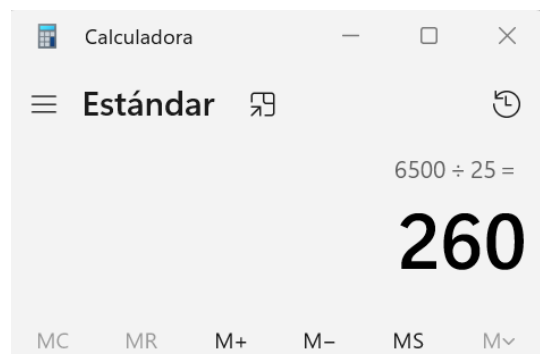 Calculadora
Estándar
6500 ÷ 25 =
260
MC MR M+ M− MS M